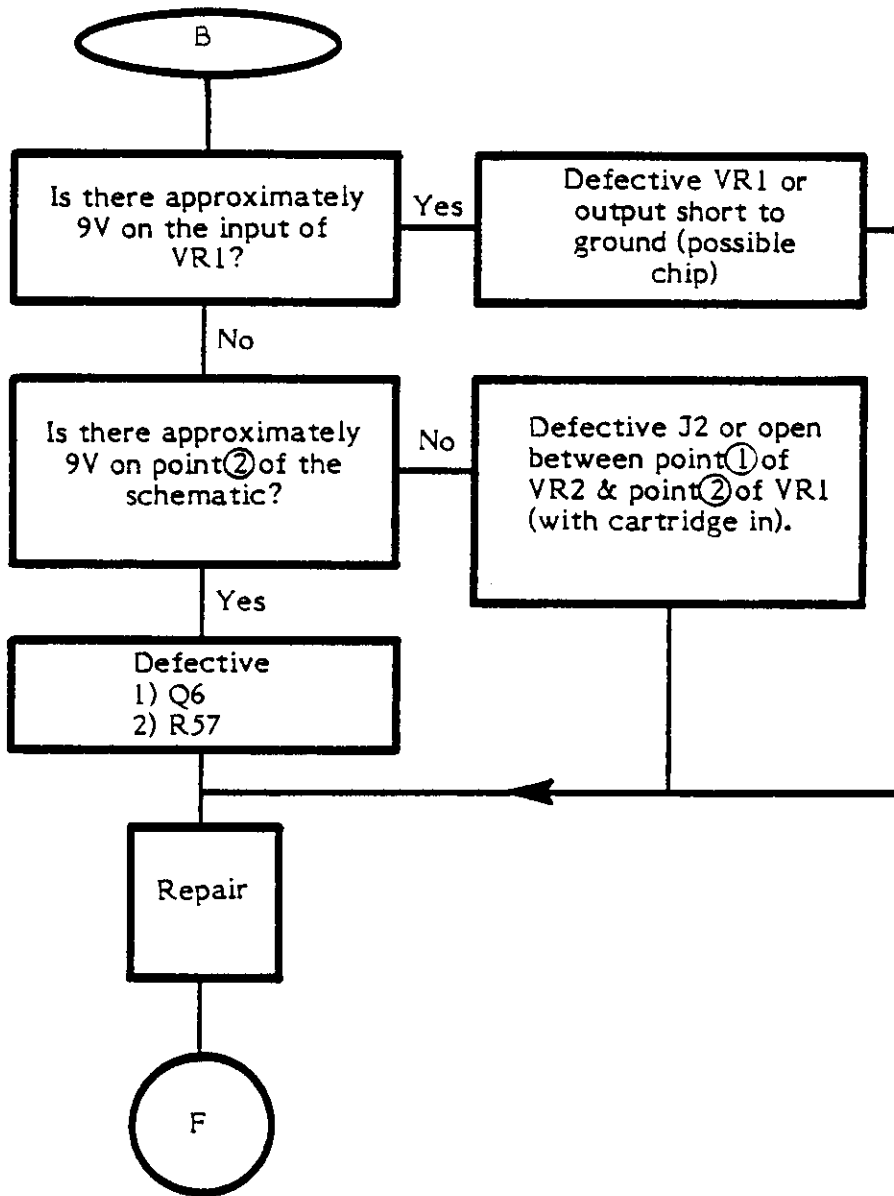 B
Is there approximately
9V on the input of
VR1?
Yes
Defective VR1 or
output short to
ground (possible
chip)
No
Is there approximately
9V on point ② of the
schematic?
No
Defective J2 or open
between point ① of
VR2 & point ② of VR1
(with cartridge in).
Yes
Defective
1) Q6
2) R57
Repair
F